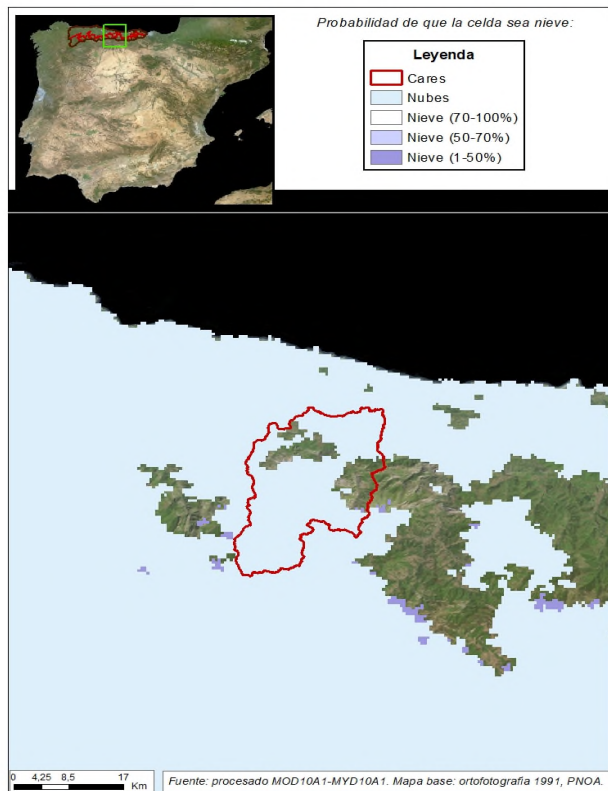 Probabilidad de que la celda sea nieve:
Leyenda
Cares
Nubes
Nieve (70-100%)
Nieve (50-70%)
Nieve (1-50%)
0 4,25 8,5 17
Km
Fuente: procesado MOD10A1-MYD10A1. Mapa base: ortofotografía 1991, PNOA.